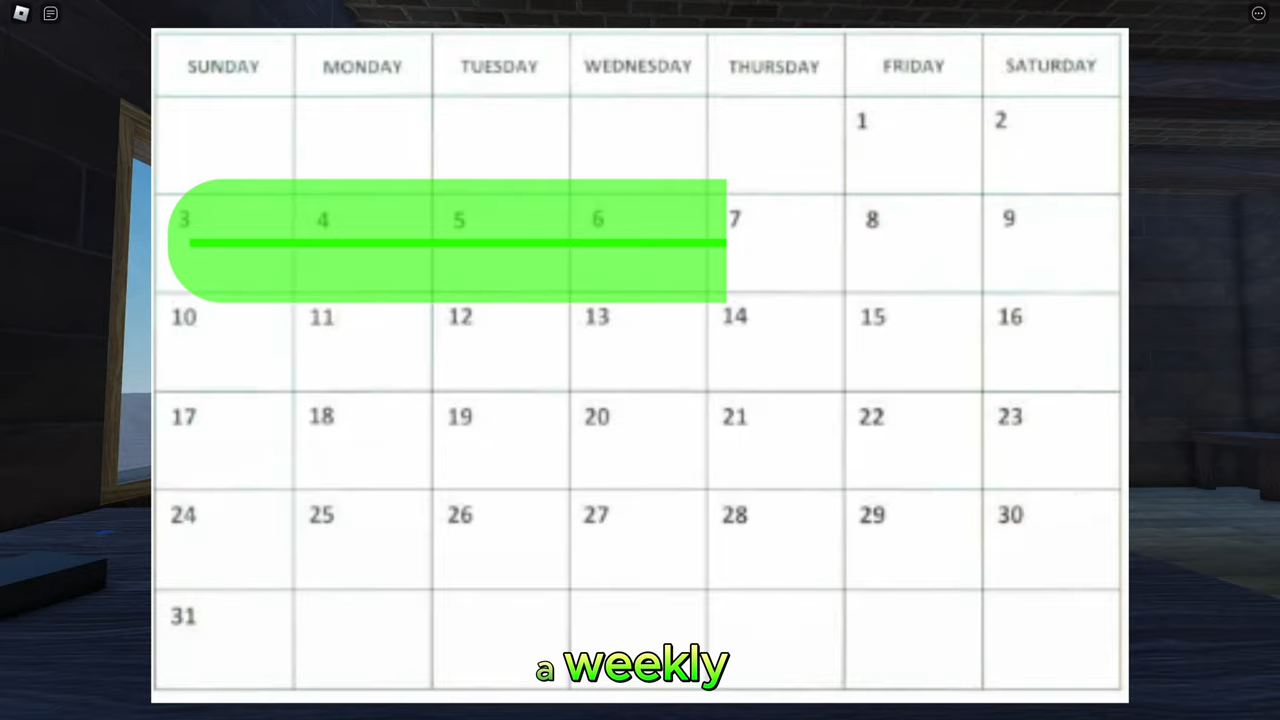 SUNDAY MONDAY TUESDAY WEDNESDAY THURSDAY FRIDAY SATURDAY
1 2
3 4 5 6 7 8 9
10 11 12 13 14 15 16
17 18 19 20 21 22 23
24 25 26 27 28 29 30
31
a weekly